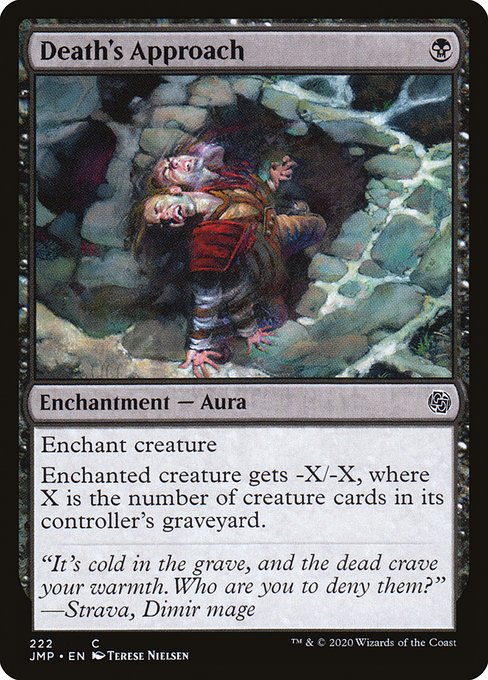 Death's Approach
Enchantment — Aura
Enchant creature
Enchanted creature gets -X/-X, where
X is the number of creature cards in its
controller's graveyard.
“It's cold in the grave, and the dead crave
your warmth. Who are you to deny them?”
—Strava, Dimir mage
222 C
JMP • EN Terese Nielsen
™ & © 2020 Wizards of the Coast